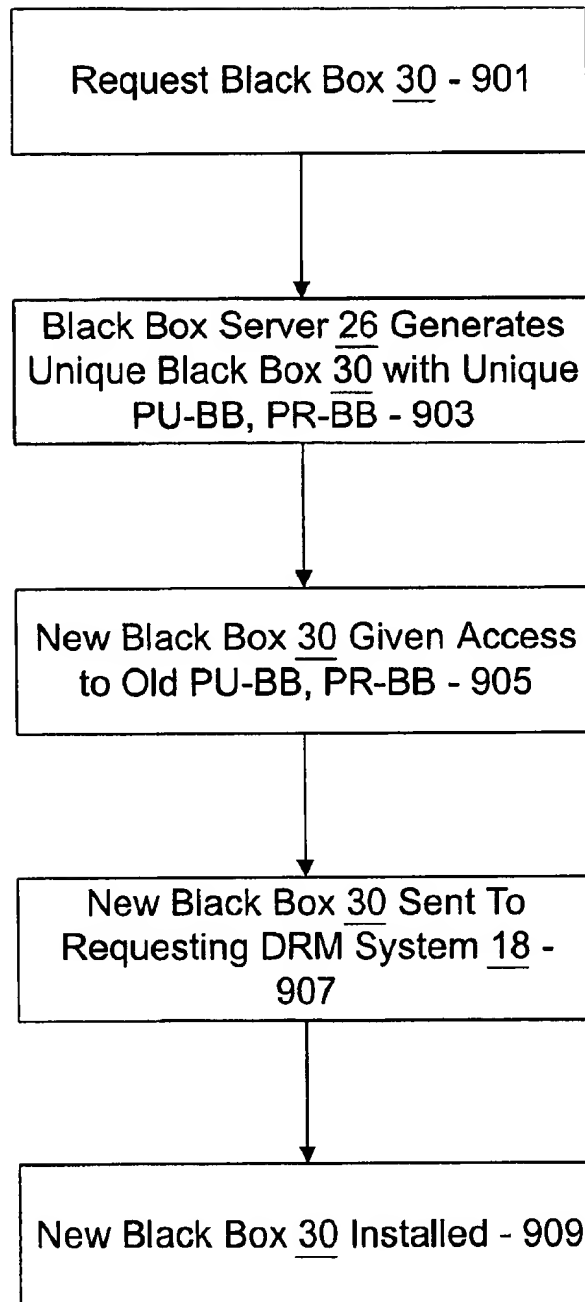 Request Black Box 30 - 901
Black Box Server 26 Generates
Unique Black Box 30 with Unique
PU-BB, PR-BB - 903
New Black Box 30 Given Access
to Old PU-BB, PR-BB - 905
New Black Box 30 Sent To
Requesting DRM System 18 -
907
New Black Box 30 Installed - 909